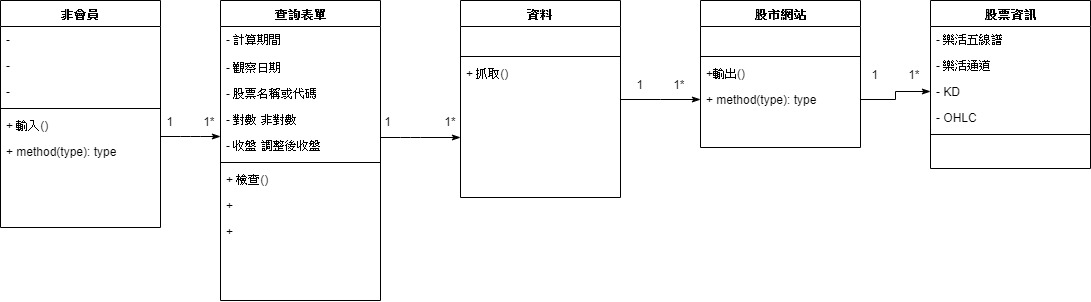 非會員
-
-
-
+ 輸入()
+ method(type): type
1
1*
查詢表單
- 計算期間
- 觀察日期
- 股票名稱或代碼
- 對數 非對數
- 收盤 調整後收盤
+ 檢查()
+
+
1
1*
資料
+ 抓取()
1
1*
股市網站
+輸出()
+ method(type): type
1
1*
股票資訊
- 樂活五線譜
- 樂活通道
- KD
- OHLC